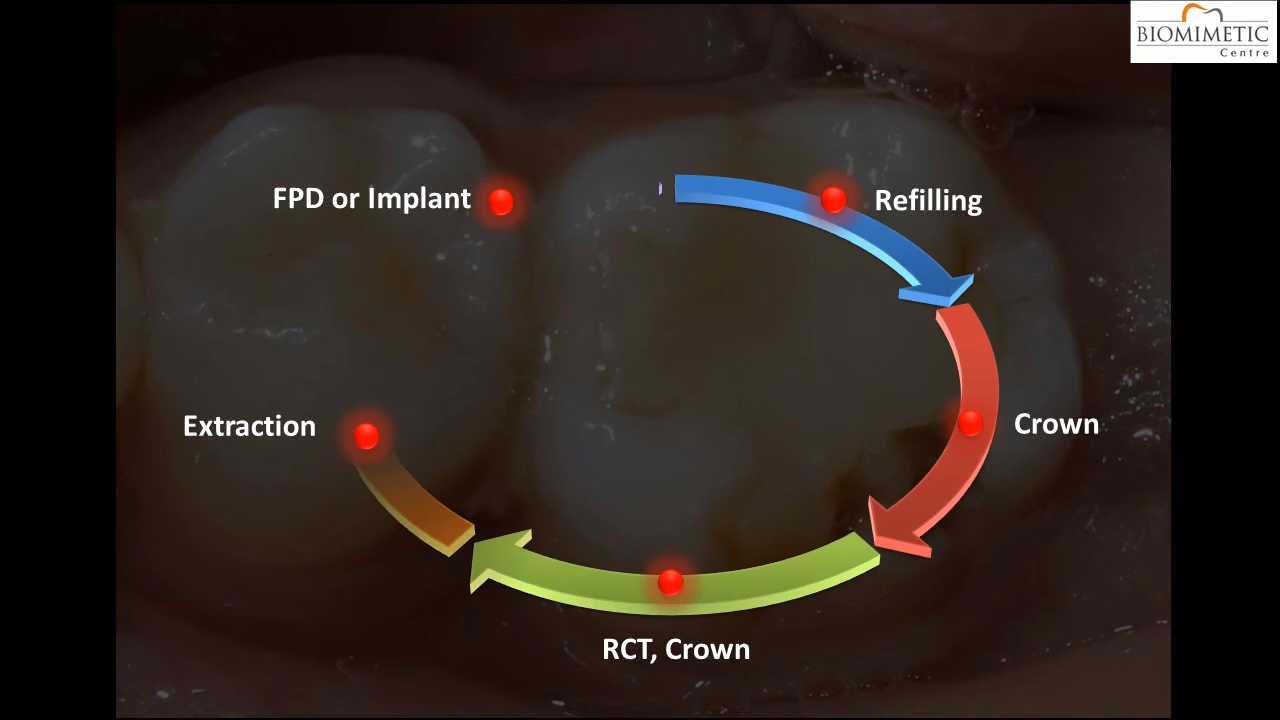 BIOMIMETIC
Centre
FPD or Implant
Refilling
Extraction
Crown
RCT, Crown